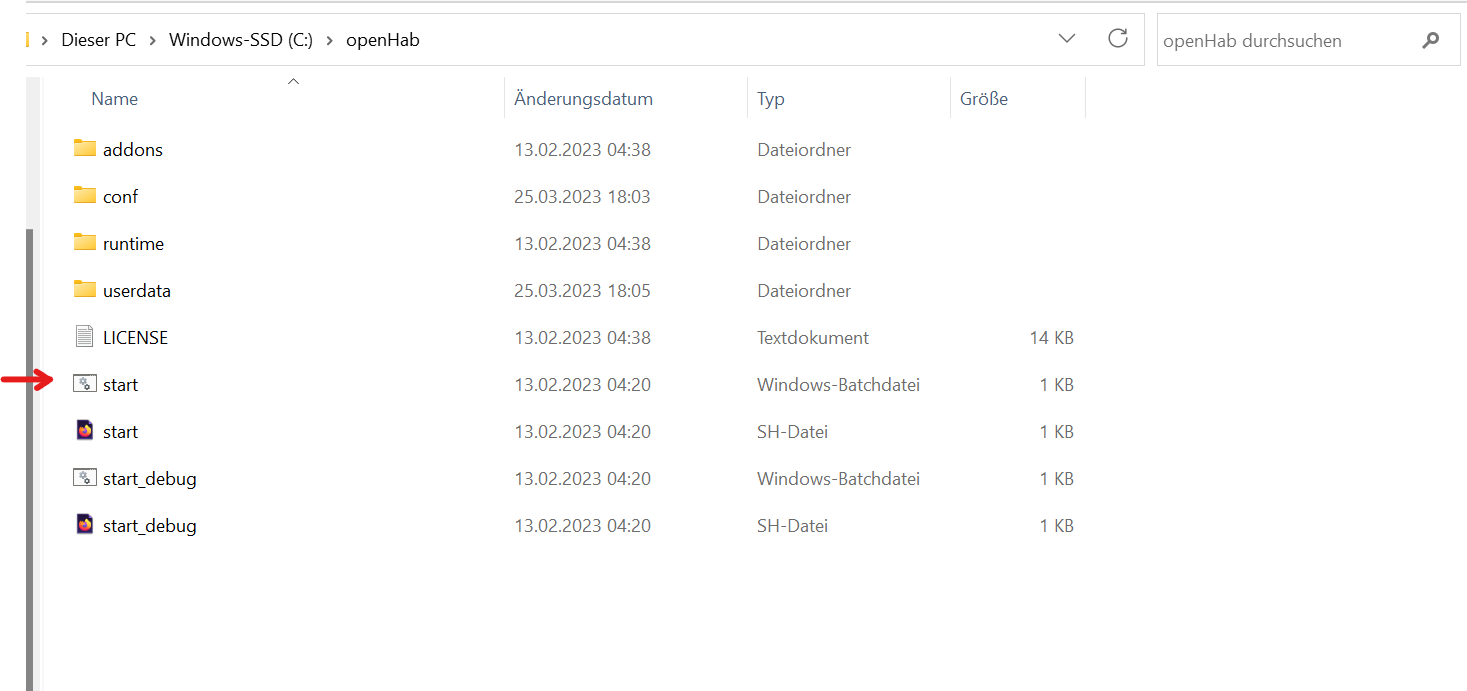 Dieser PC > Windows-SSD (C:) > openHab
openHab durchsuchen
Name Änderungsdatum Typ Größe
addons 13.02.2023 04:38 Dateiordner
conf 25.03.2023 18:03 Dateiordner
runtime 13.02.2023 04:38 Dateiordner
userdata 25.03.2023 18:05 Dateiordner
LICENSE 13.02.2023 04:38 Textdokument 14 KB
start 13.02.2023 04:20 Windows-Batchdatei 1 KB
start 13.02.2023 04:20 SH-Datei 1 KB
start_debug 13.02.2023 04:20 Windows-Batchdatei 1 KB
start_debug 13.02.2023 04:20 SH-Datei 1 KB